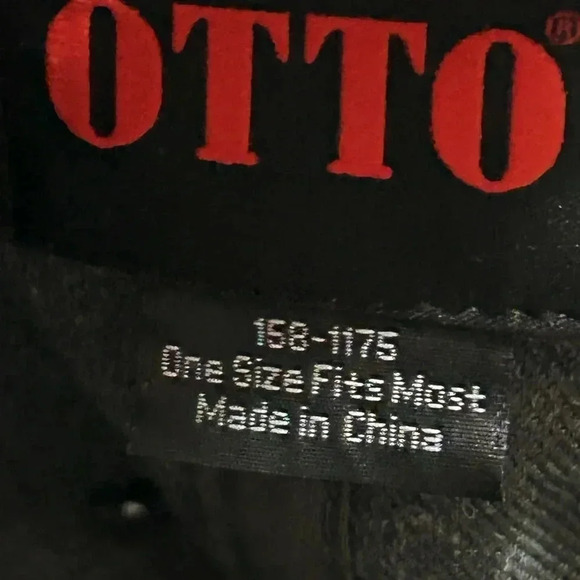 OTTO®
158-1175
One Size Fits Most
Made in China